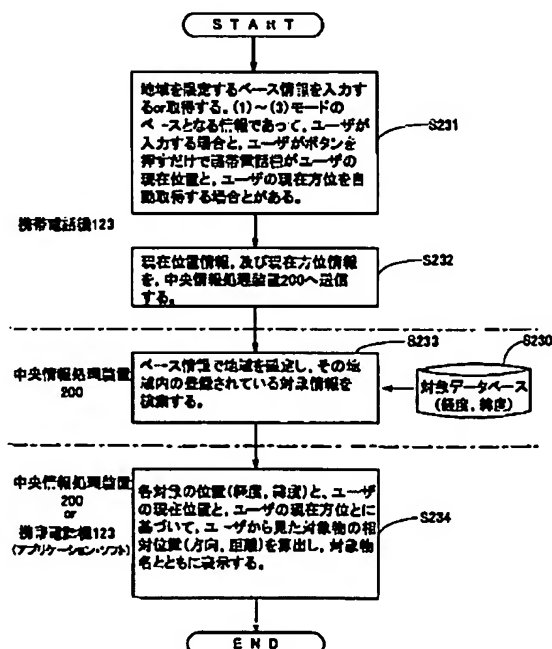 START
地域を限定するベース情報を入力す
るor取得する。(1)~(3)モードの
ベースとなる情報であって、ユーザが
入力する場合と、ユーザがボタンを
押すだけで携帯電話機がユーザの
現在位置と、ユーザの現在方位を自
動取得する場合とがある。
S231
携帯電話機123
現在位置情報、及び現在方位情報
を、中央情報処理装置200へ送信
する。
S232
S233
S230
中央情報処理装置
200
ベース情報で地域を限定し、その地
域内の登録されている対象情報を
検索する。
対象データベース
(経度、緯度)
中央情報処理装置
200
or
携帯電話機123
(アプリケーション・ソフト)
各対象の位置(経度、緯度)と、ユーザ
の現在位置と、ユーザの現在方位とに
基づいて、ユーザから見た対象物の相
対位置(方向、距離)を算出し、対象物
名とともに表示する。
S234
END